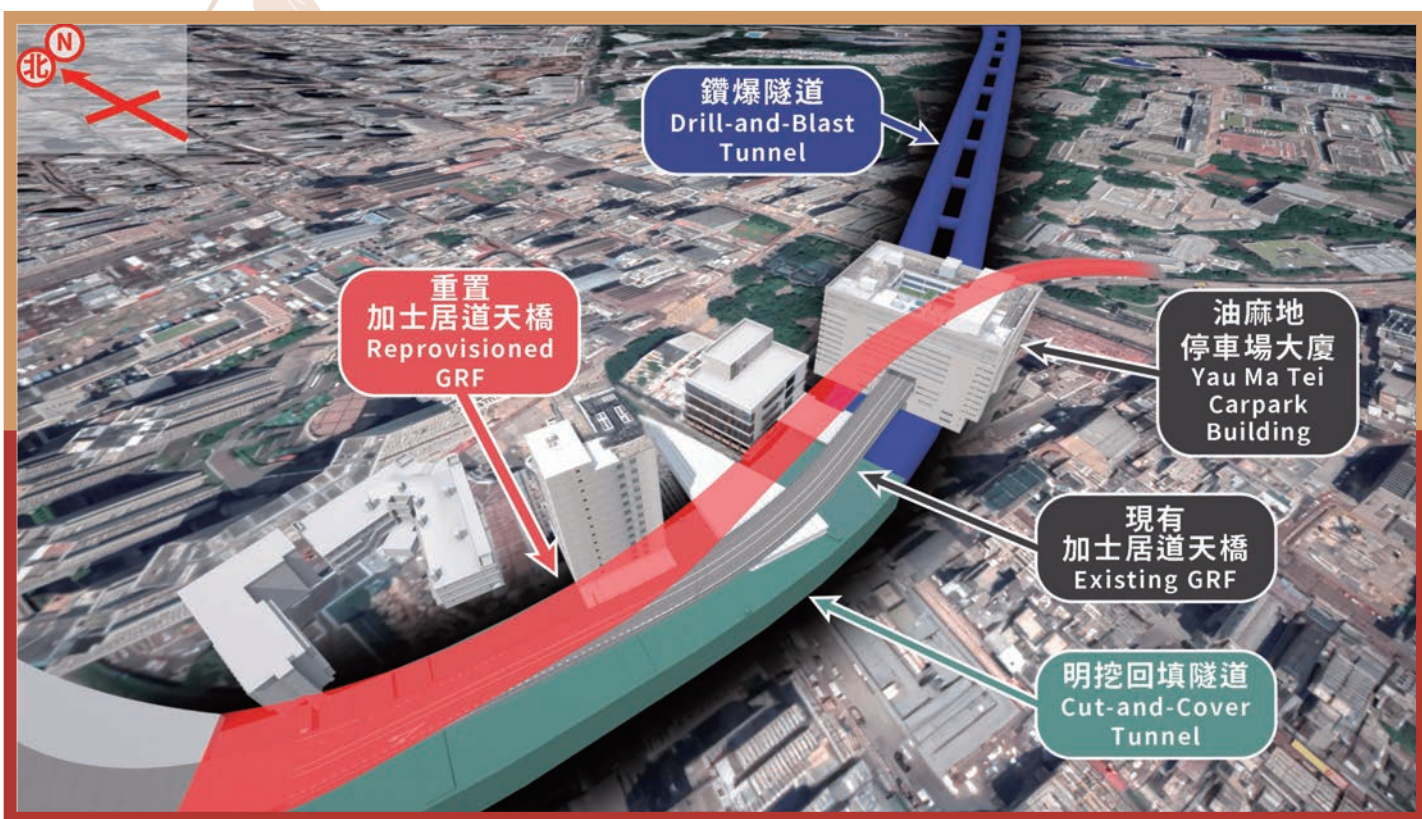 N
北
鑽爆隧道
Drill-and-Blast
Tunnel
重置
加士居道天橋
Reprovisioned
GRF
油麻地
停車場大廈
Yau Ma Tei
Carpark
Building
現有
加士居道天橋
Existing GRF
明挖回填隧道
Cut-and-Cover
Tunnel